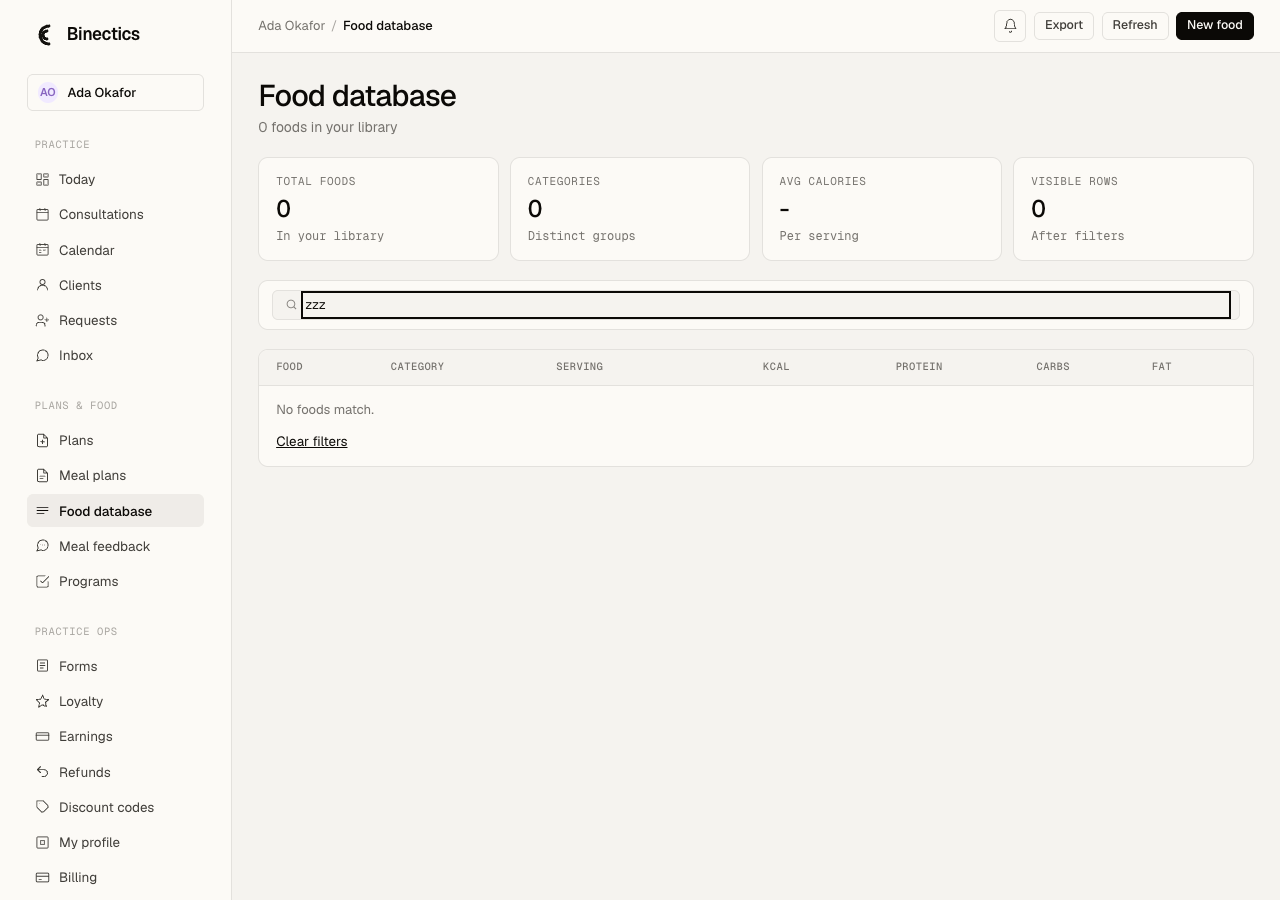 Binectics
AO Ada Okafor
PRACTICE
Today
Consultations
Calendar
Clients
Requests
Inbox
PLANS & FOOD
Plans
Meal plans
Food database
Meal feedback
Programs
PRACTICE OPS
Forms
Loyalty
Earnings
Refunds
Discount codes
My profile
Billing
Ada Okafor / Food database
Export
Refresh
New food
Food database
0 foods in your library
TOTAL FOODS
0
In your library
CATEGORIES
0
Distinct groups
AVG CALORIES
-
Per serving
VISIBLE ROWS
0
After filters
zzz
FOOD CATEGORY SERVING KCAL PROTEIN CARBS FAT
No foods match.
Clear filters